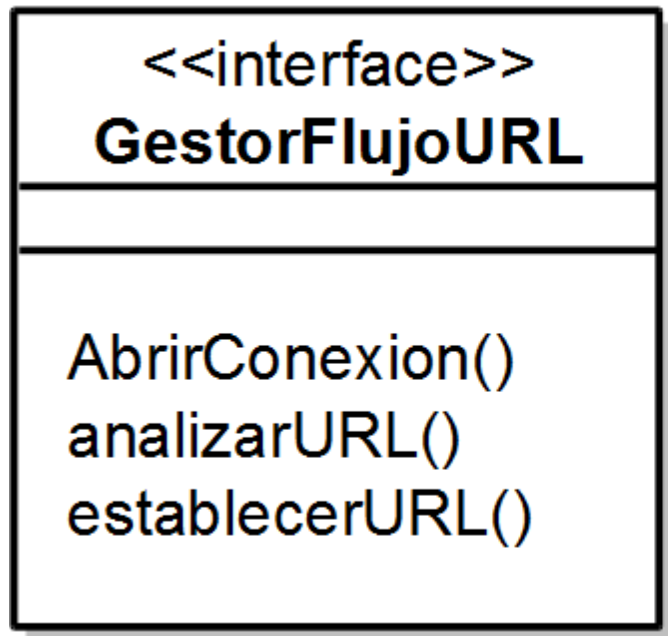 <<interface>>
GestorFlujoURL
AbrirConexion()
analizarURL()
establecerURL()